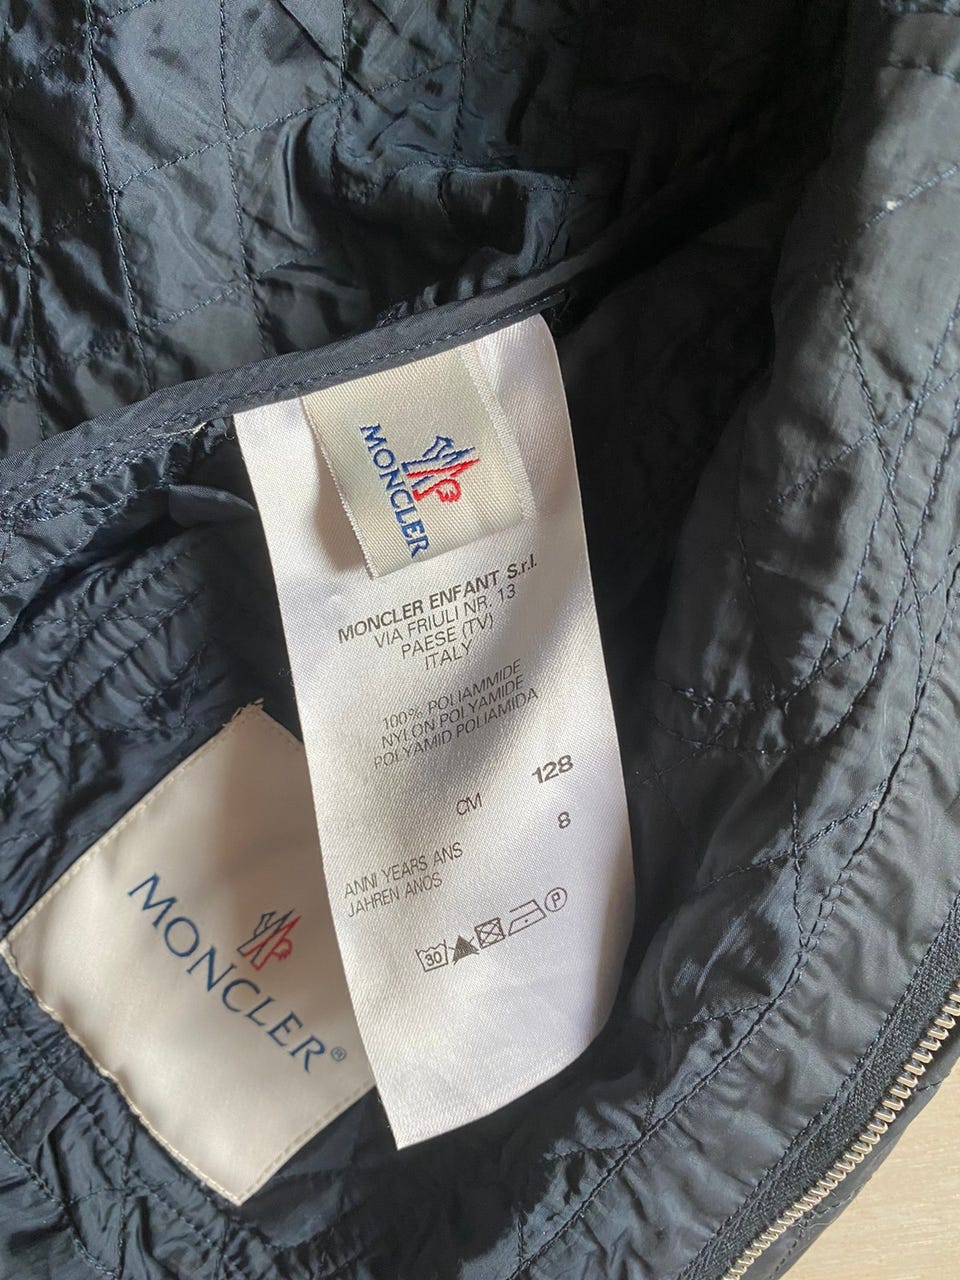 MONCLER
MONCLER ENFANT S.r.l.
VIA FRIULI NR. 13
PAESE (TV)
ITALY
100% POLIAMMIDE
NYLON POLYAMIDE
POLYAMID POLIAMIDA
CM 128
8
ANNI YEARS ANS
JAHREN ANOS
30 P
MONCLER®